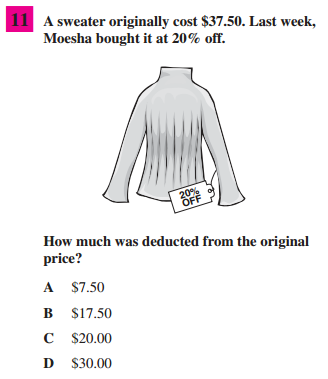 11 A sweater originally cost $37.50. Last week,
Moesha bought it at 20% off.
20%
OFF
How much was deducted from the original
price?
A $7.50
B $17.50
C $20.00
D $30.00